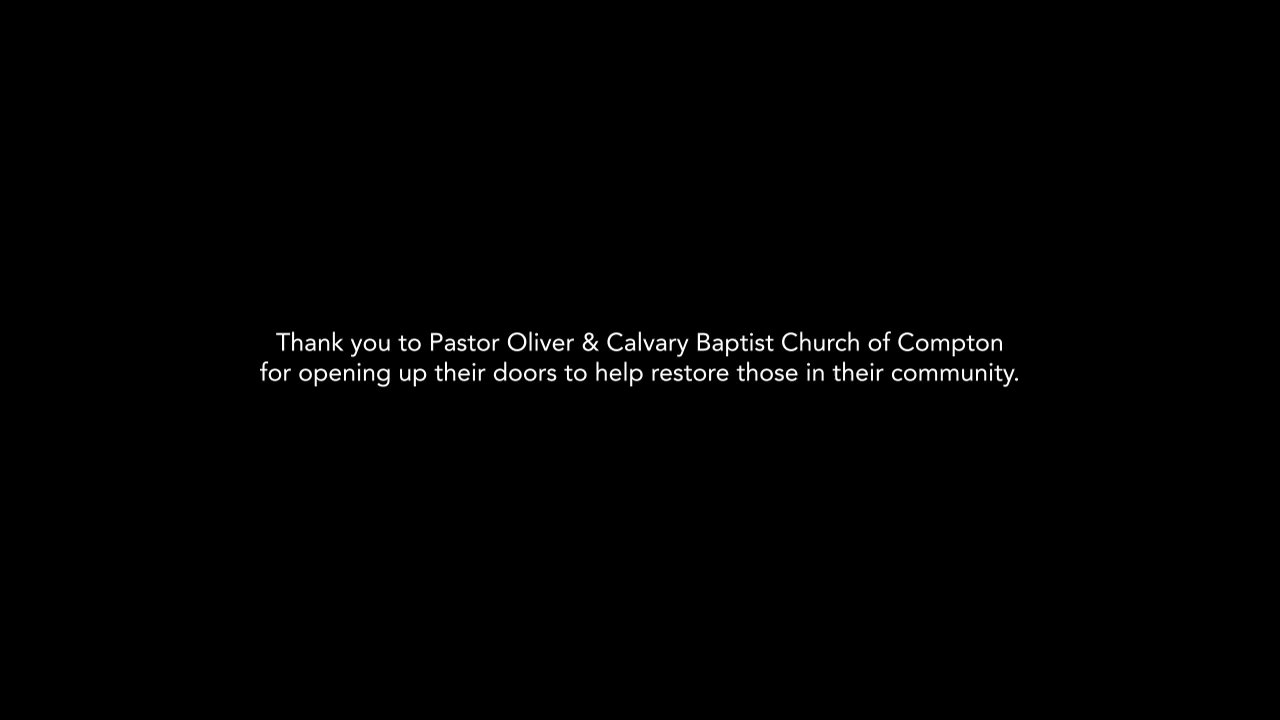 Thank you to Pastor Oliver & Calvary Baptist Church of Compton
for opening up their doors to help restore those in their community.